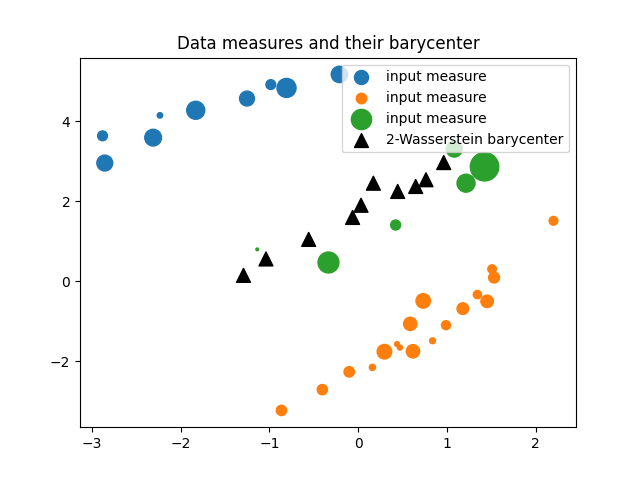 Data measures and their barycenter
input measure
input measure
input measure
2-Wasserstein barycenter
4
2
0
−2
−3
−2
−1
0
1
2